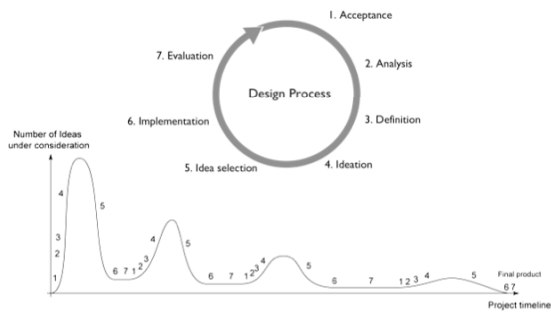 1. Acceptance
7. Evaluation
2. Analysis
Design Process
6. Implementation
3. Definition
Number of Ideas
under consideration
5. Idea selection
4. Ideation
4
5
3
2
1
6 7 1 2 3
4
5
6 7 1 2 3
4
5
6 7 1 2 3 4
5
Final product
6 7
Project timeline